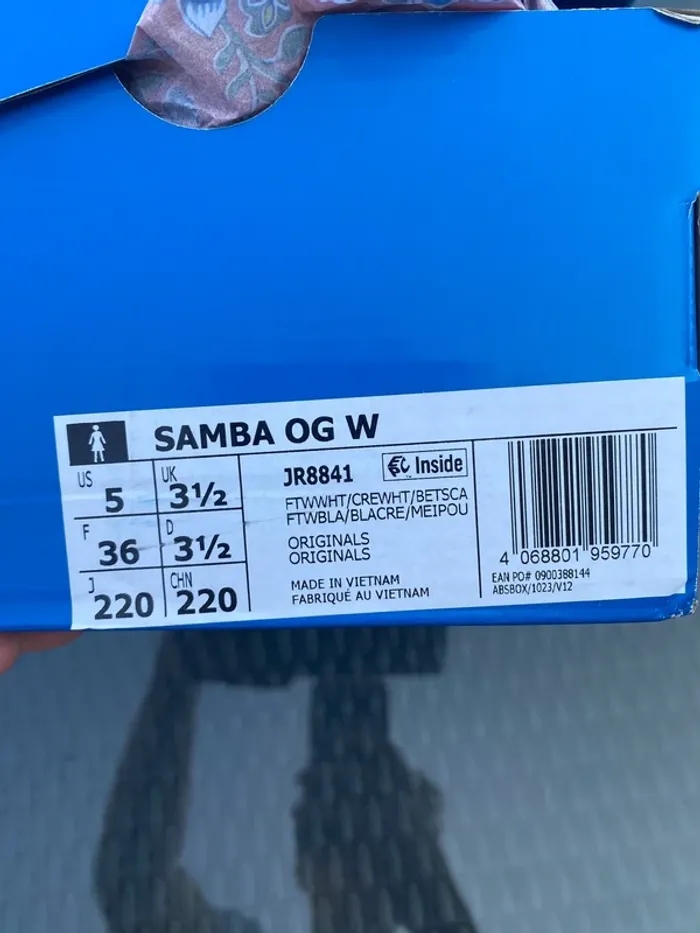 SAMBA OG W
US 5 UK 3½
F 36 D 3½
J 220 CHN 220
JR8841
Inside
FTWWHT/CREWHT/BETSCA
FTWBLA/BLACRE/MEIPOU
ORIGINALS
ORIGINALS
MADE IN VIETNAM
FABRIQUÉ AU VIETNAM
4 068801 959770
EAN PO# 0900388144
ABSBOX/1023/V12